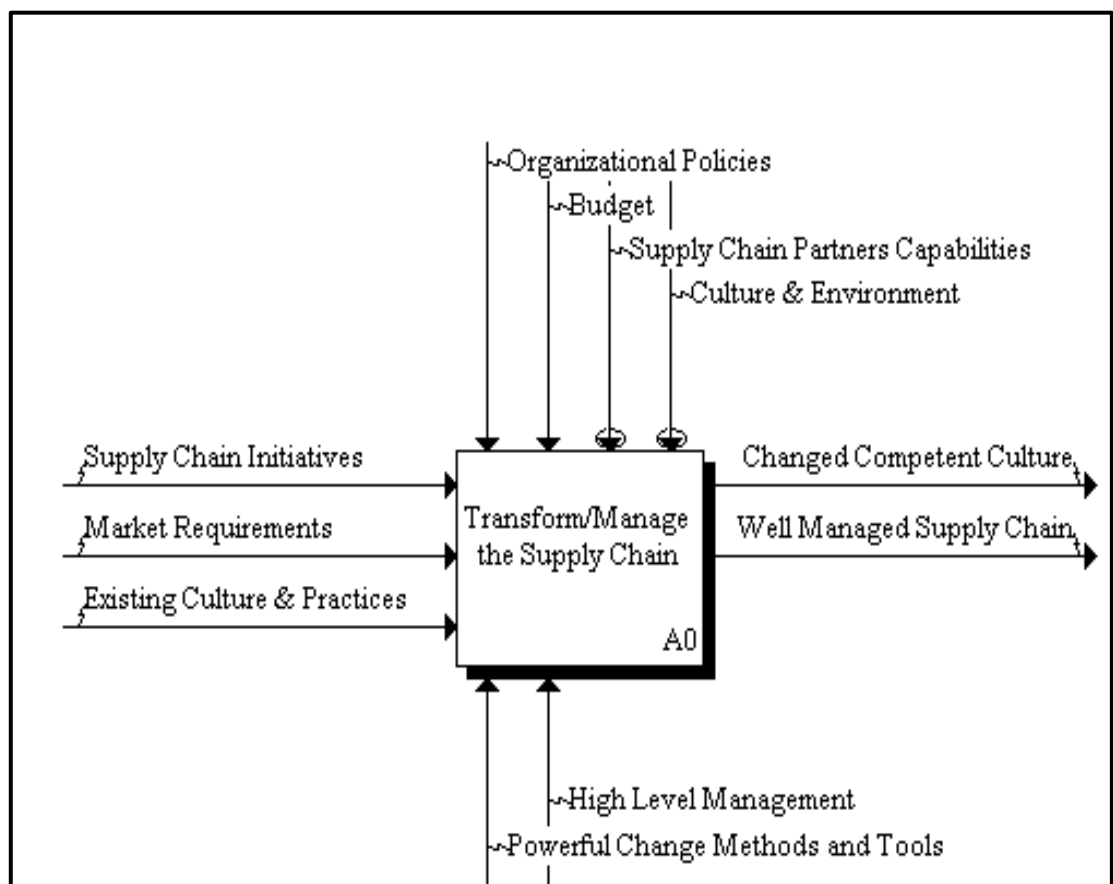 Organizational Policies
Budget
Supply Chain Partners Capabilities
Culture & Environment
Supply Chain Initiatives
Market Requirements
Existing Culture & Practices
Transform/Manage
the Supply Chain
A0
Changed Competent Culture
Well Managed Supply Chain
High Level Management
Powerful Change Methods and Tools